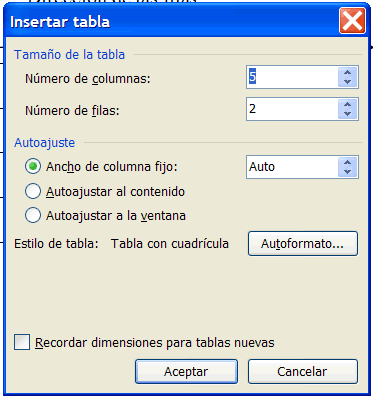 Insertar tabla
Tamaño de la tabla
Número de columnas: 5
Número de filas: 2
Autoajuste
Ancho de columna fijo: Auto
Autoajustar al contenido
Autoajustar a la ventana
Estilo de tabla: Tabla con cuadrícula Autoformato...
Recordar dimensiones para tablas nuevas
Aceptar Cancelar